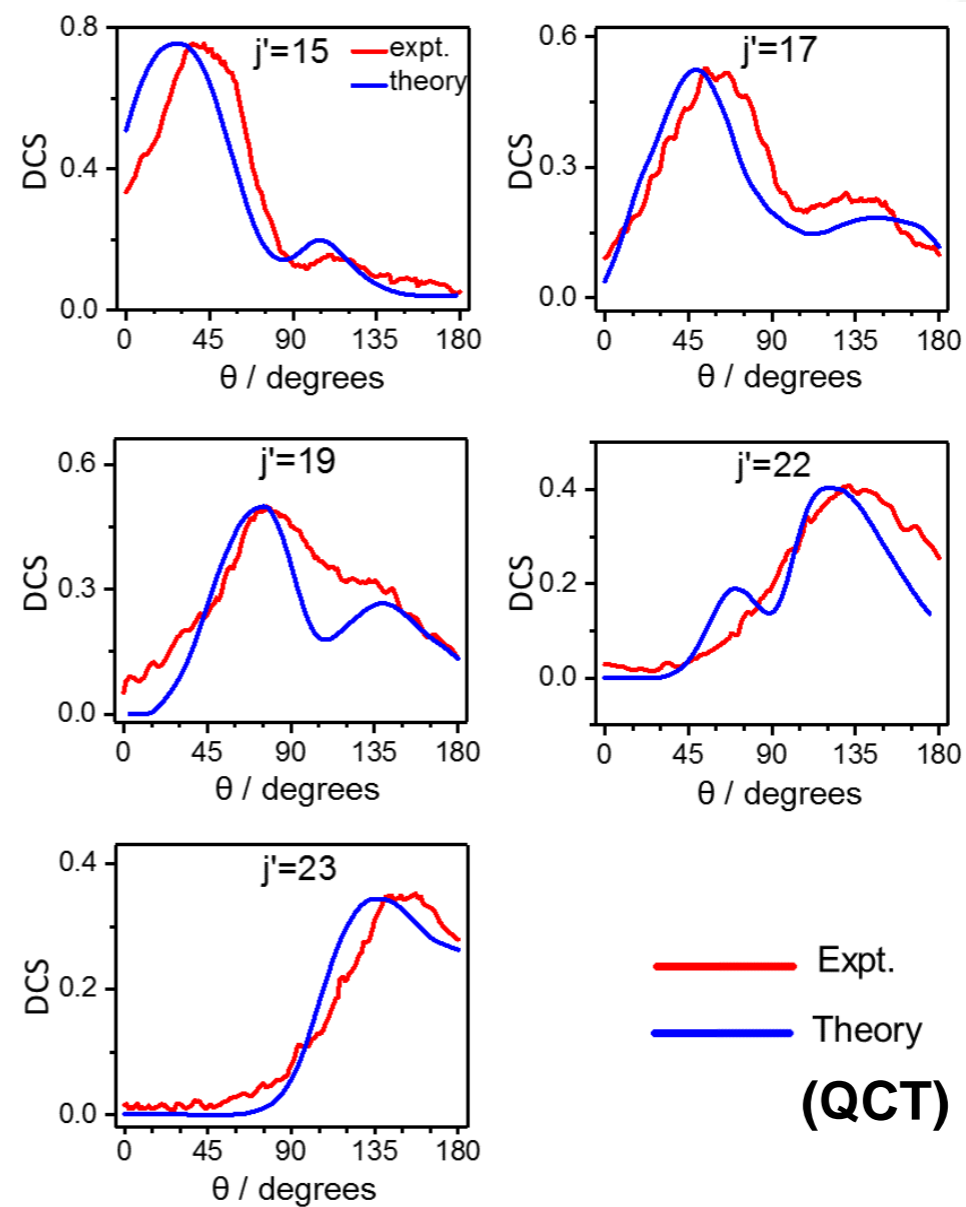 0.8
j'=15
expt.
theory
0.4
DCS
0.0
0 45 90 135 180
θ / degrees
0.6
j'=17
0.3
DCS
0.0
0 45 90 135 180
θ / degrees
0.6
j'=19
0.3
DCS
0.0
0 45 90 135 180
θ / degrees
0.4
j'=22
0.2
DCS
0.0
0 45 90 135 180
θ / degrees
0.4
j'=23
0.2
DCS
0.0
0 45 90 135 180
θ / degrees
Expt.
Theory
(QCT)